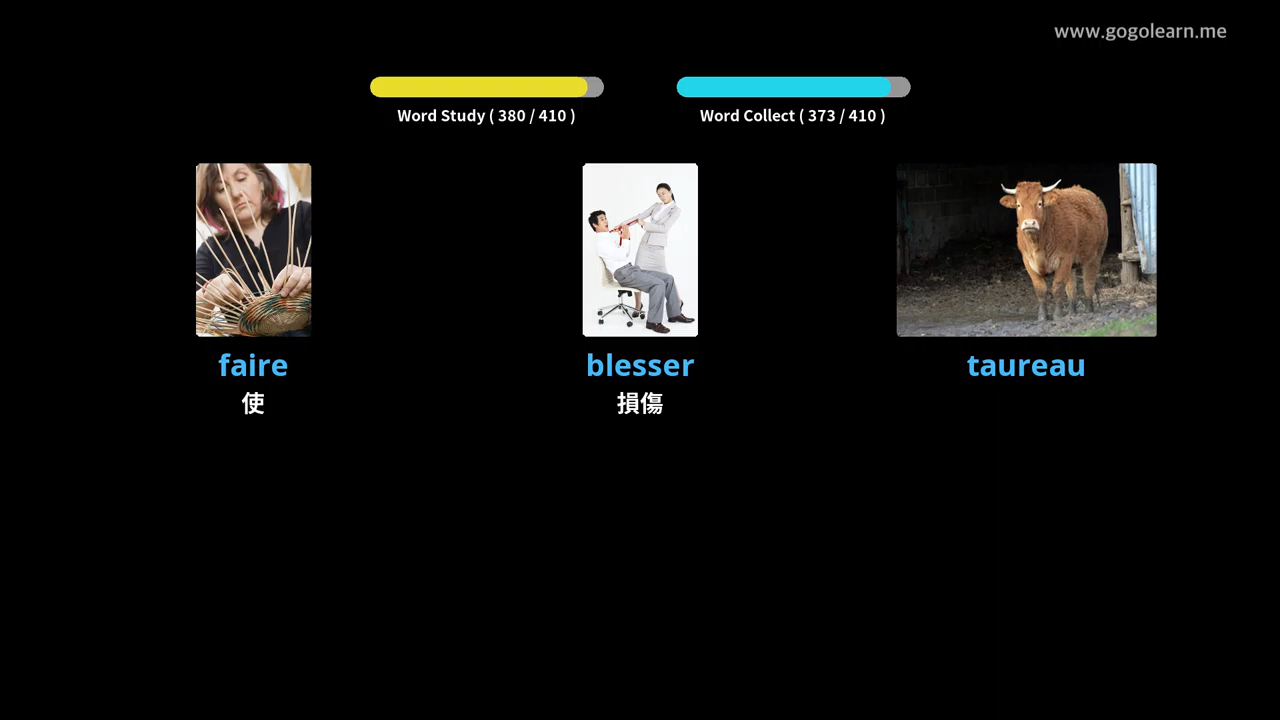 www.gogolearn.me
Word Study ( 380 / 410 )
Word Collect ( 373 / 410 )
faire
使
blesser
損傷
taureau